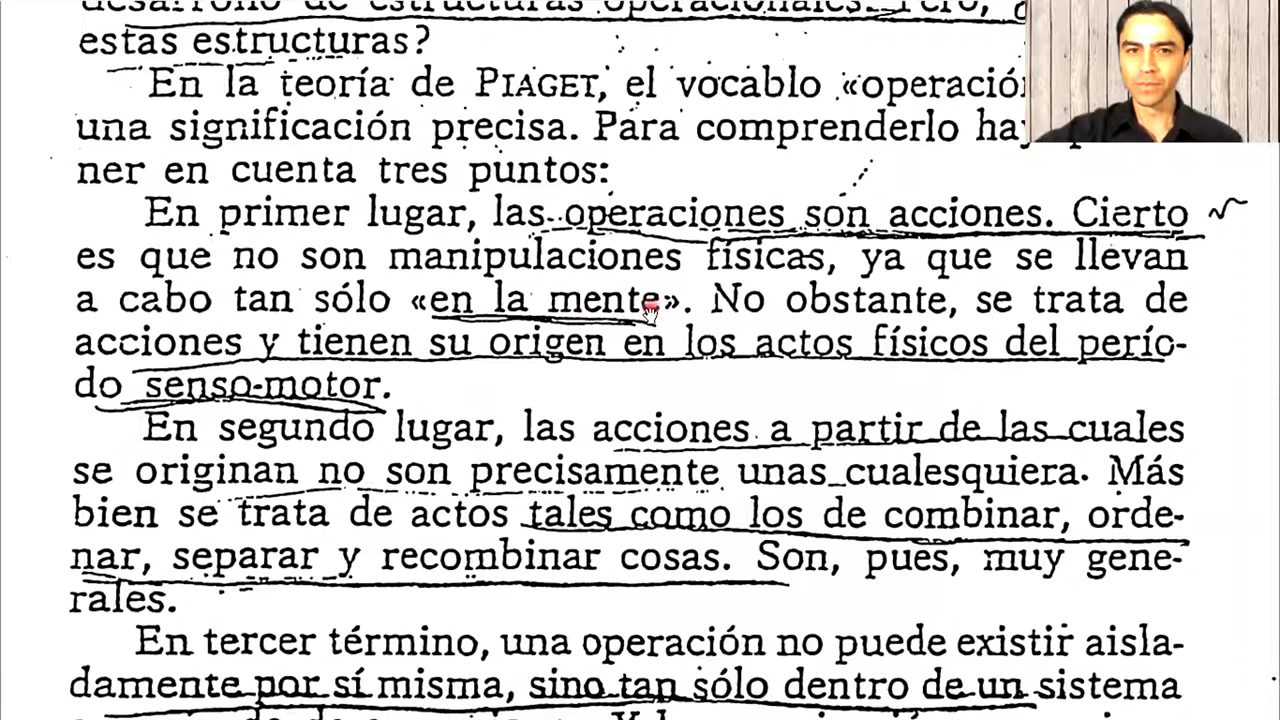 desarrollo de estructuras operacionales. Pero, ¿
estas estructuras?
En la teoría de PIAGET, el vocablo «operació
una significación precisa. Para comprenderlo hay
ner en cuenta tres puntos:
En primer lugar, las operaciones son acciones. Cierto
es que no son manipulaciones físicas, ya que se llevan
a cabo tan sólo «en la mente». No obstante, se trata de
acciones y tienen su origen en los actos físicos del perío-
do senso-motor.
En segundo lugar, las acciones a partir de las cuales
se originan no son precisamente unas cualesquiera. Más
bien se trata de actos tales como los de combinar, orde-
nar, separar y recombinar cosas. Son, pues, muy gene-
rales.
En tercer término, una operación no puede existir aisla-
damente por sí misma, sino tan sólo dentro de un sistema